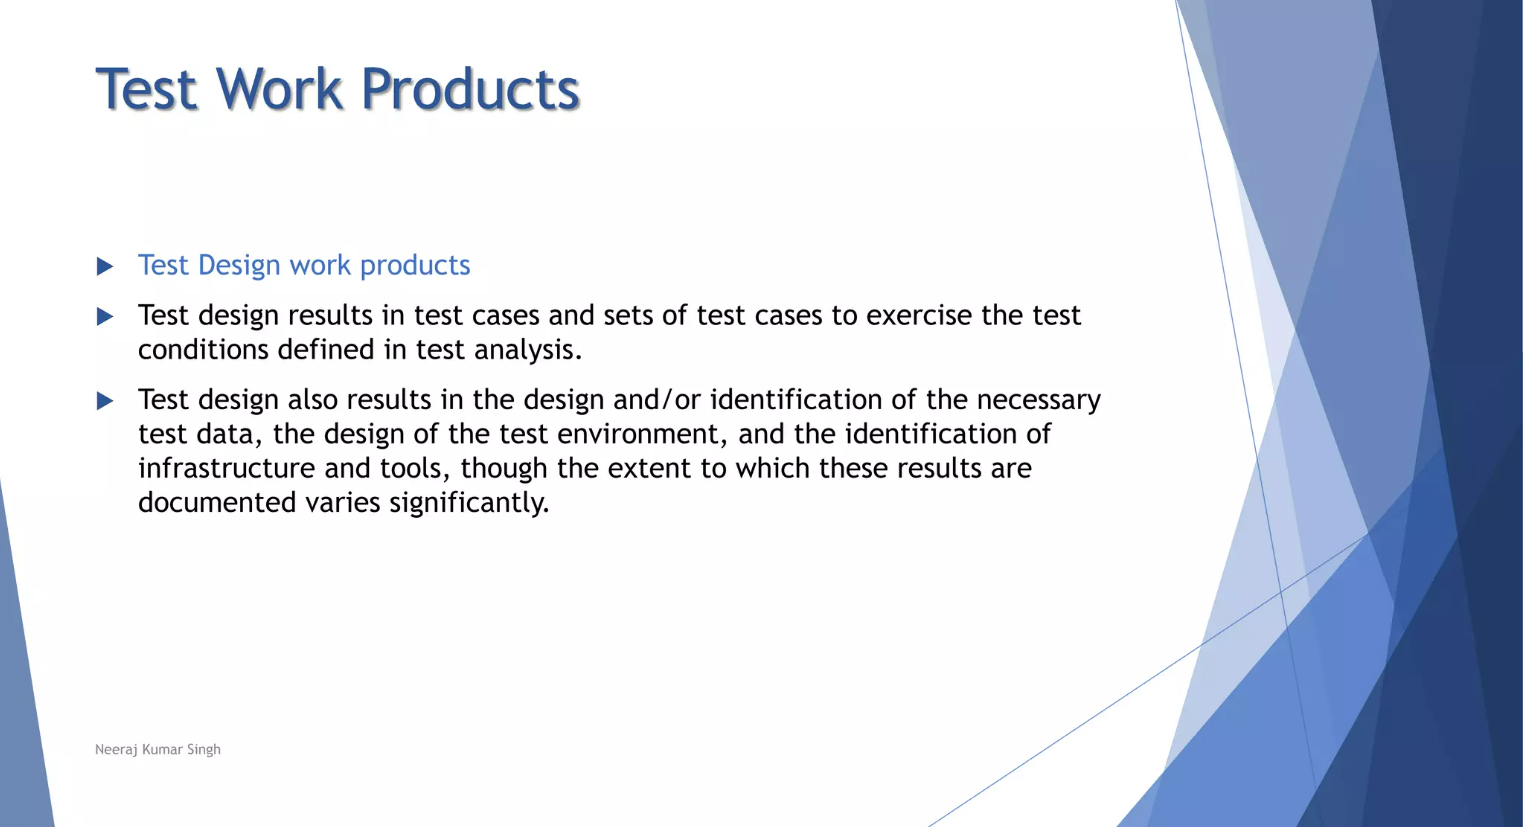 Test Work Products
Test Design work products
Test design results in test cases and sets of test cases to exercise the test
conditions defined in test analysis.
Test design also results in the design and/or identification of the necessary
test data, the design of the test environment, and the identification of
infrastructure and tools, though the extent to which these results are
documented varies significantly.
Neeraj Kumar Singh